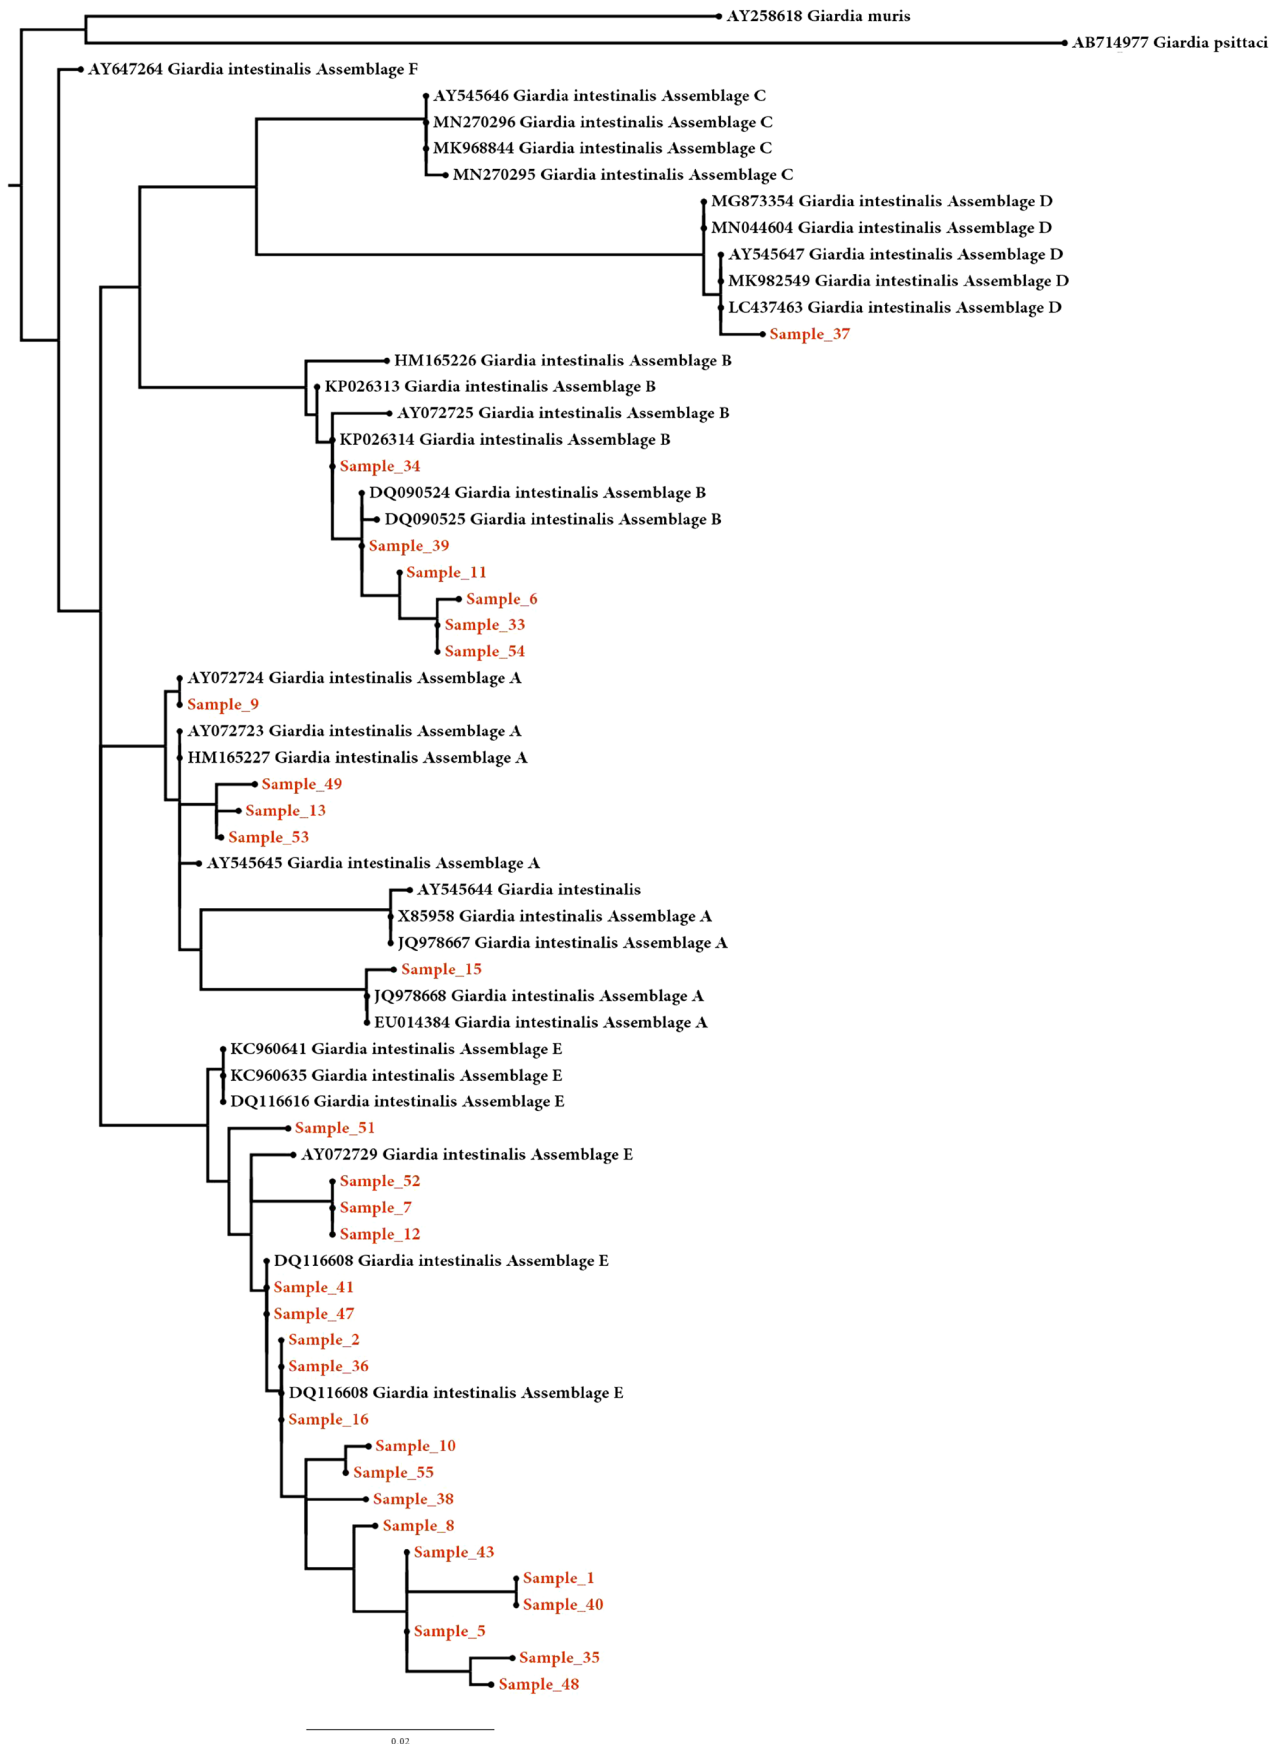 AY258618 Giardia muris
AB714977 Giardia psittaci
AY647264 Giardia intestinalis Assemblage F
AY545646 Giardia intestinalis Assemblage C
MN270296 Giardia intestinalis Assemblage C
MK968844 Giardia intestinalis Assemblage C
MN270295 Giardia intestinalis Assemblage C
MG873354 Giardia intestinalis Assemblage D
MN044604 Giardia intestinalis Assemblage D
AY545647 Giardia intestinalis Assemblage D
MK982549 Giardia intestinalis Assemblage D
LC437463 Giardia intestinalis Assemblage D
Sample_37
HM165226 Giardia intestinalis Assemblage B
KP026313 Giardia intestinalis Assemblage B
AY072725 Giardia intestinalis Assemblage B
KP026314 Giardia intestinalis Assemblage B
Sample_34
DQ090524 Giardia intestinalis Assemblage B
DQ090525 Giardia intestinalis Assemblage B
Sample_39
Sample_11
Sample_6
Sample_33
Sample_54
AY072724 Giardia intestinalis Assemblage A
Sample_9
AY072723 Giardia intestinalis Assemblage A
HM165227 Giardia intestinalis Assemblage A
Sample_49
Sample_13
Sample_53
AY545645 Giardia intestinalis Assemblage A
AY545644 Giardia intestinalis
X85958 Giardia intestinalis Assemblage A
JQ978667 Giardia intestinalis Assemblage A
Sample_15
JQ978668 Giardia intestinalis Assemblage A
EU014384 Giardia intestinalis Assemblage A
KC960641 Giardia intestinalis Assemblage E
KC960635 Giardia intestinalis Assemblage E
DQ116616 Giardia intestinalis Assemblage E
Sample_51
AY072729 Giardia intestinalis Assemblage E
Sample_52
Sample_7
Sample_12
DQ116608 Giardia intestinalis Assemblage E
Sample_41
Sample_47
Sample_2
Sample_36
DQ116608 Giardia intestinalis Assemblage E
Sample_16
Sample_10
Sample_55
Sample_38
Sample_8
Sample_43
Sample_1
Sample_40
Sample_5
Sample_35
Sample_48
0.02